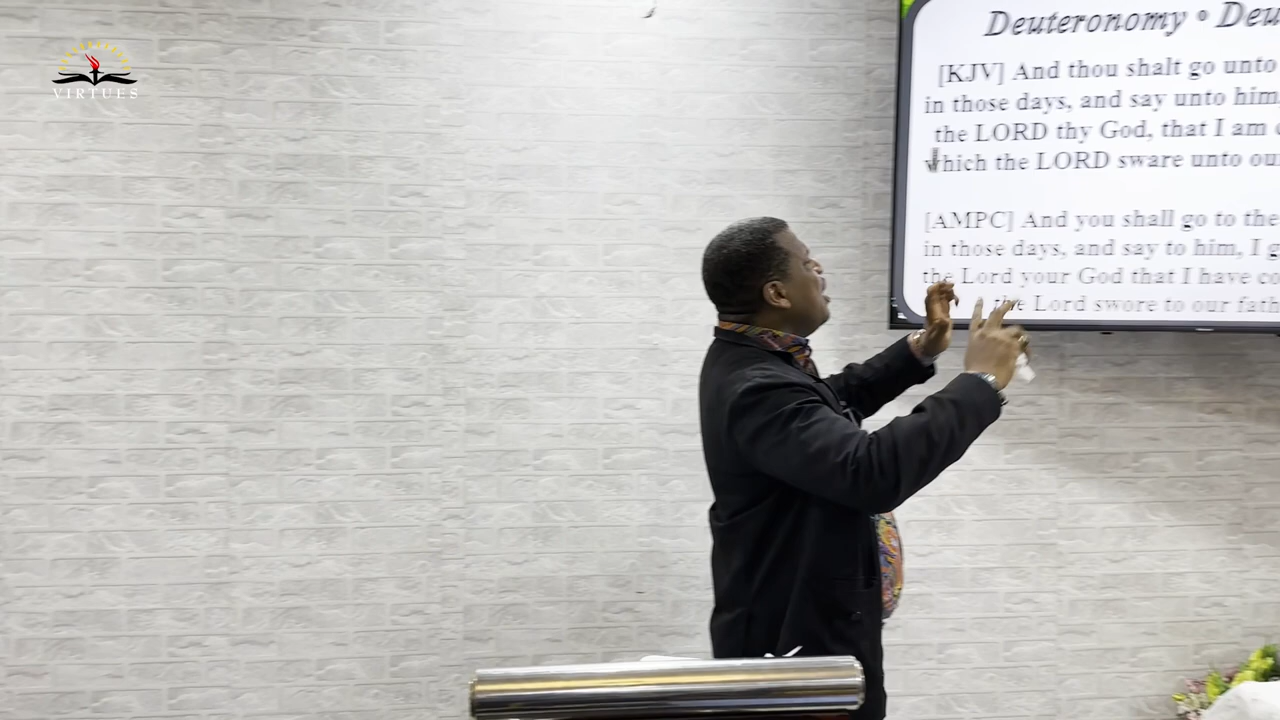 VIRTUES
Deuteronomy • Deu
[KJV] And thou shalt go unto
in those days, and say unto him,
the LORD thy God, that I am
which the LORD sware unto ou
[AMPC] And you shall go to the
in those days, and say to him, I g
the Lord your God that I have co
the Lord swore to our fath